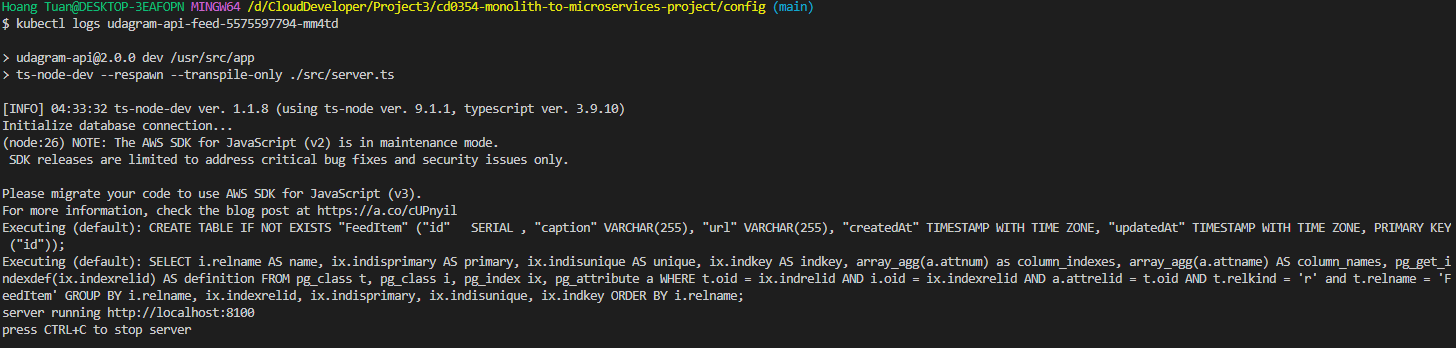 Hoang Tuan@DESKTOP-3EAFOPN MINGW64 /d/CloudDeveloper/Project3/cd0354-monolith-to-microservices-project/config (main)
$ kubectl logs udagram-api-feed-5575597794-mm4td
> udagram-api@2.0.0 dev /usr/src/app
> ts-node-dev --respawn --transpile-only ./src/server.ts
[INFO] 04:33:32 ts-node-dev ver. 1.1.8 (using ts-node ver. 9.1.1, typescript ver. 3.9.10)
Initialize database connection...
(node:26) NOTE: The AWS SDK for JavaScript (v2) is in maintenance mode.
 SDK releases are limited to address critical bug fixes and security issues only.
Please migrate your code to use AWS SDK for JavaScript (v3).
For more information, check the blog post at https://a.co/cUPnyil
Executing (default): CREATE TABLE IF NOT EXISTS "FeedItem" ("id"   SERIAL , "caption" VARCHAR(255), "url" VARCHAR(255), "createdAt" TIMESTAMP WITH TIME ZONE, "updatedAt" TIMESTAMP WITH TIME ZONE, PRIMARY KEY
 ("id"));
Executing (default): SELECT i.relname AS name, ix.indisprimary AS primary, ix.indisunique AS unique, ix.indkey AS indkey, array_agg(a.attnum) as column_indexes, array_agg(a.attname) AS column_names, pg_get_i
ndexdef(ix.indexrelid) AS definition FROM pg_class t, pg_class i, pg_index ix, pg_attribute a WHERE t.oid = ix.indrelid AND i.oid = ix.indexrelid AND a.attrelid = t.oid AND t.relkind = 'r' and t.relname = 'F
eedItem' GROUP BY i.relname, ix.indexrelid, ix.indisprimary, ix.indisunique, ix.indkey ORDER BY i.relname;
server running http://localhost:8100
press CTRL+C to stop server